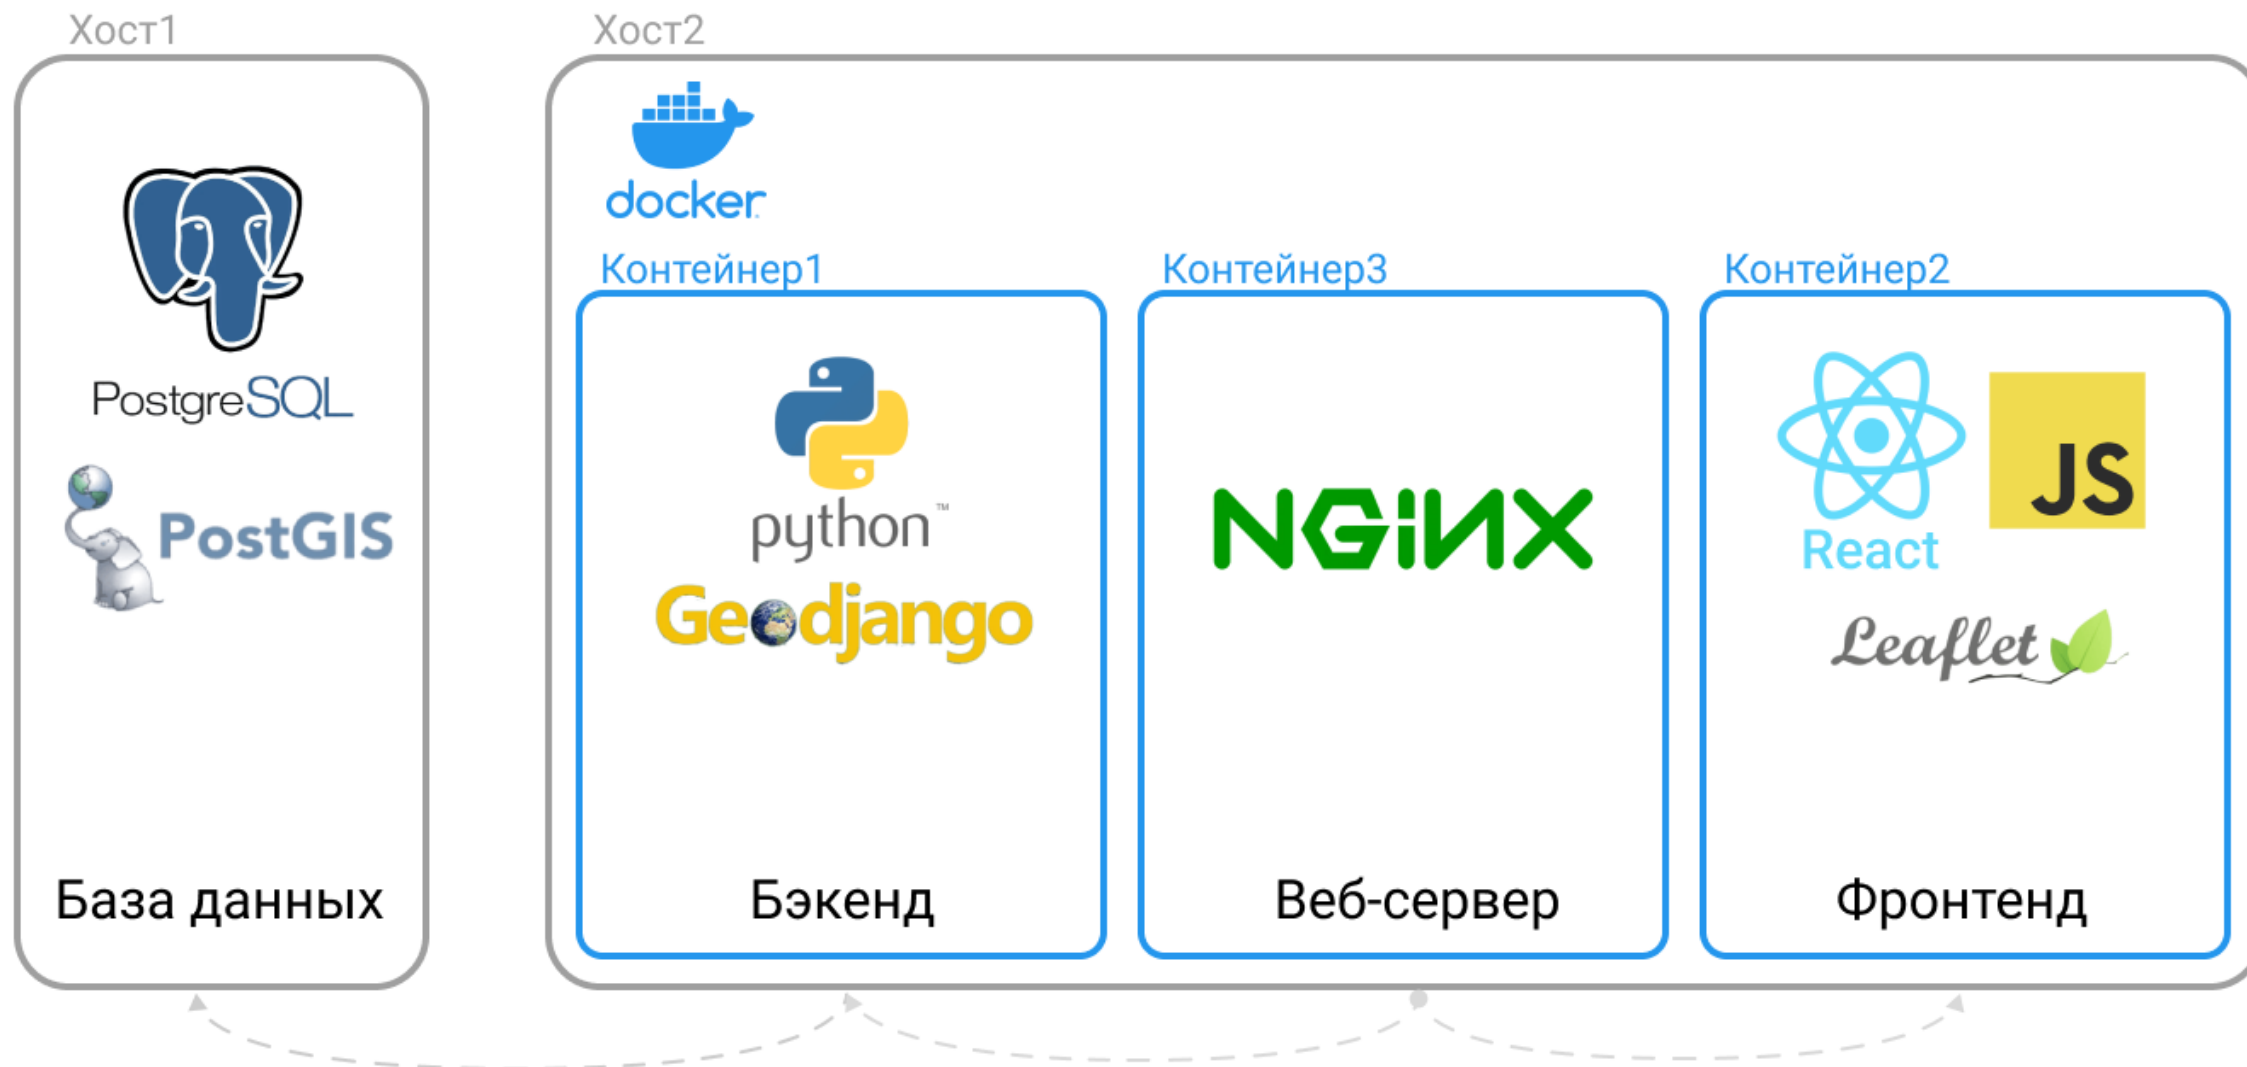 Хост1
PostgreSQL
PostGIS
База данных
Хост2
docker
Контейнер1
python™
Geodjango
Бэкенд
Контейнер3
NGiNX
Веб-сервер
Контейнер2
React
JS
Leaflet
Фронтенд